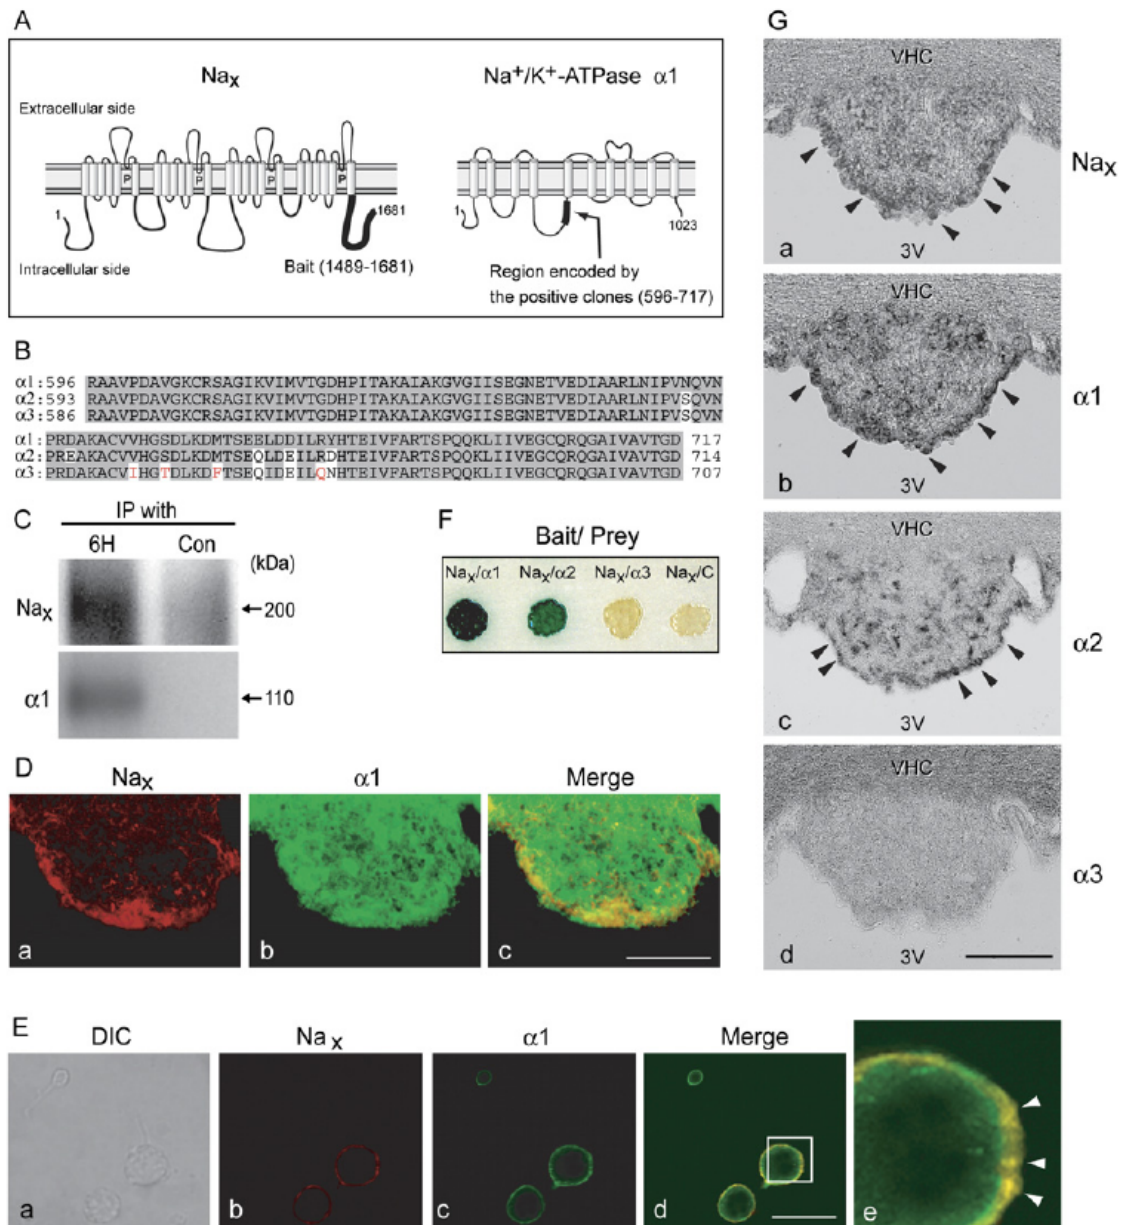 A
Nax
Na+/K+-ATPase α1
Extracellular side
P P P P
1
1681
1
1023
Intracellular side
Bait (1489-1681)
Region encoded by
the positive clones (596-717)
B
α1:596 RAAVPDAVGKCRSAGIKVIMVTGDHPITAKALAKGVGIISEGNETVEDIAARLNIPVNQVN
α2:593 RAAVPDAVGKCRSAGIKVIMVTGDHPITAKAIAKGVGIISEGNETVEDIAARLNIPVSQVN
α3:586 RAAVPDAVGKCRSAGIKVIMVTGDHPITAKAIAKGVGIISEGNETVEDIAARLNIPVNQVN
α1: PRDAKACVVHGSDLKDMTSEELDDILRYHTEIVFARTSPQQKLIIVEGCQRQGAIVAVTGD 717
α2: PREAKACVVHGSDLKDMTSEQLDEILRDHTEIVFARTSPQQKLIIVEGCQRQGAIVAVTGD 714
α3: PRDAKACVIHGTDLKDFTSEQIDEILQNHTEIVFARTSPQQKLIIVEGCQRQGAIVAVTGD 707
C
IP with
6H Con (kDa)
Nax
200
α1
110
D
Nax α1 Merge
a b c
E
DIC Na x α1 Merge
a b c d e
F
Bait/ Prey
Nax/α1 Nax/α2 Nax/α3 Nax/C
G
VHC
Nax
a 3V
VHC
α1
b 3V
VHC
α2
c 3V
VHC
α3
d 3V